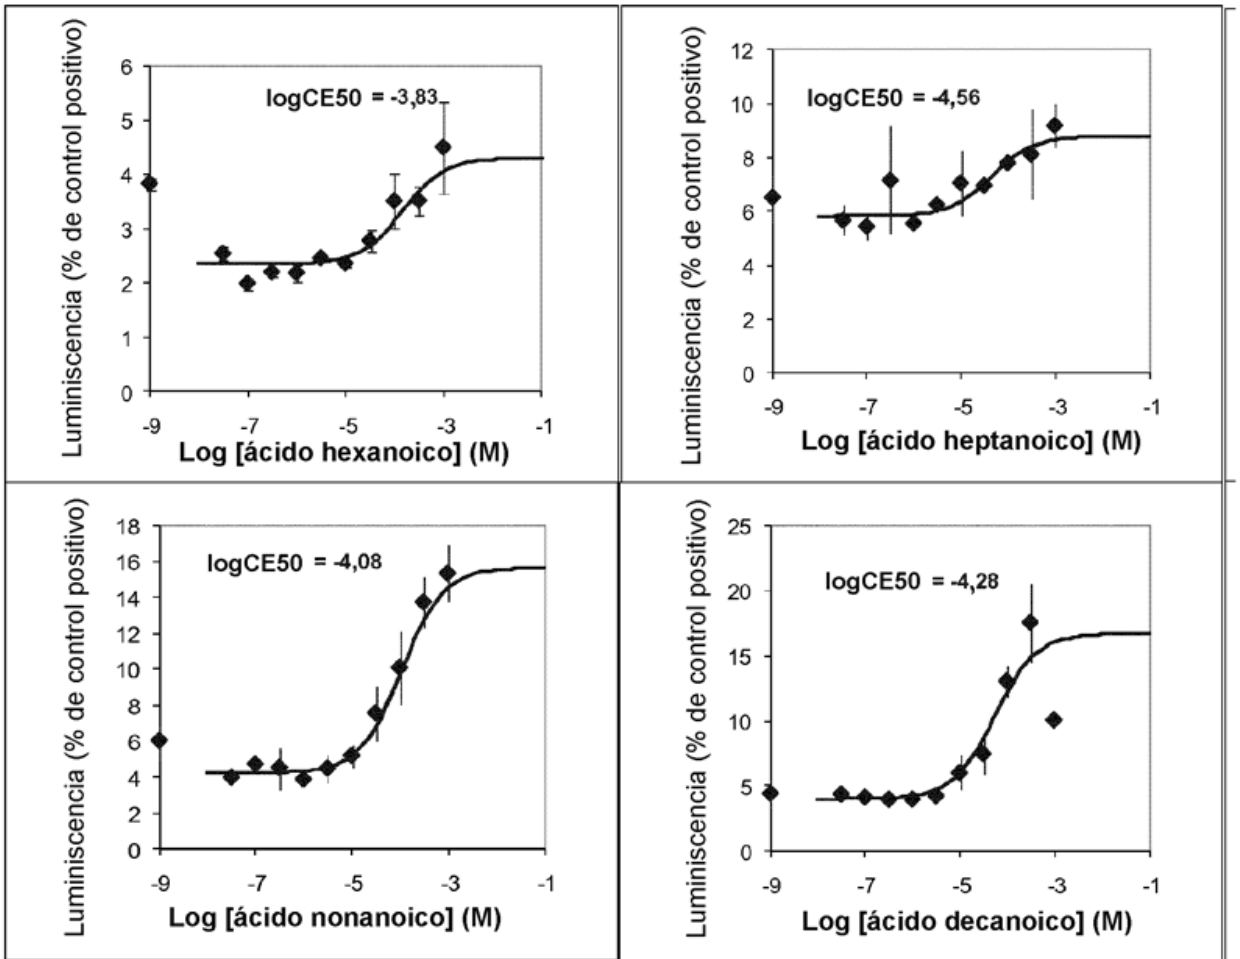 Luminiscencia (% de control positivo)
logCE50 = -3,83
6
5
4
3
2
1
0
-9 -7 -5 -3 -1
Log [ácido hexanoico] (M)
Luminiscencia (% de control positivo)
logCE50 = -4,56
12
10
8
6
4
2
0
-9 -7 -5 -3 -1
Log [ácido heptanoico] (M)
Luminiscencia (% de control positivo)
logCE50 = -4,08
18
16
14
12
10
8
6
4
2
0
-9 -7 -5 -3 -1
Log [ácido nonanoico] (M)
Luminiscencia (% de control positivo)
logCE50 = -4,28
25
20
15
10
5
0
-9 -7 -5 -3 -1
Log [ácido decanoico] (M)